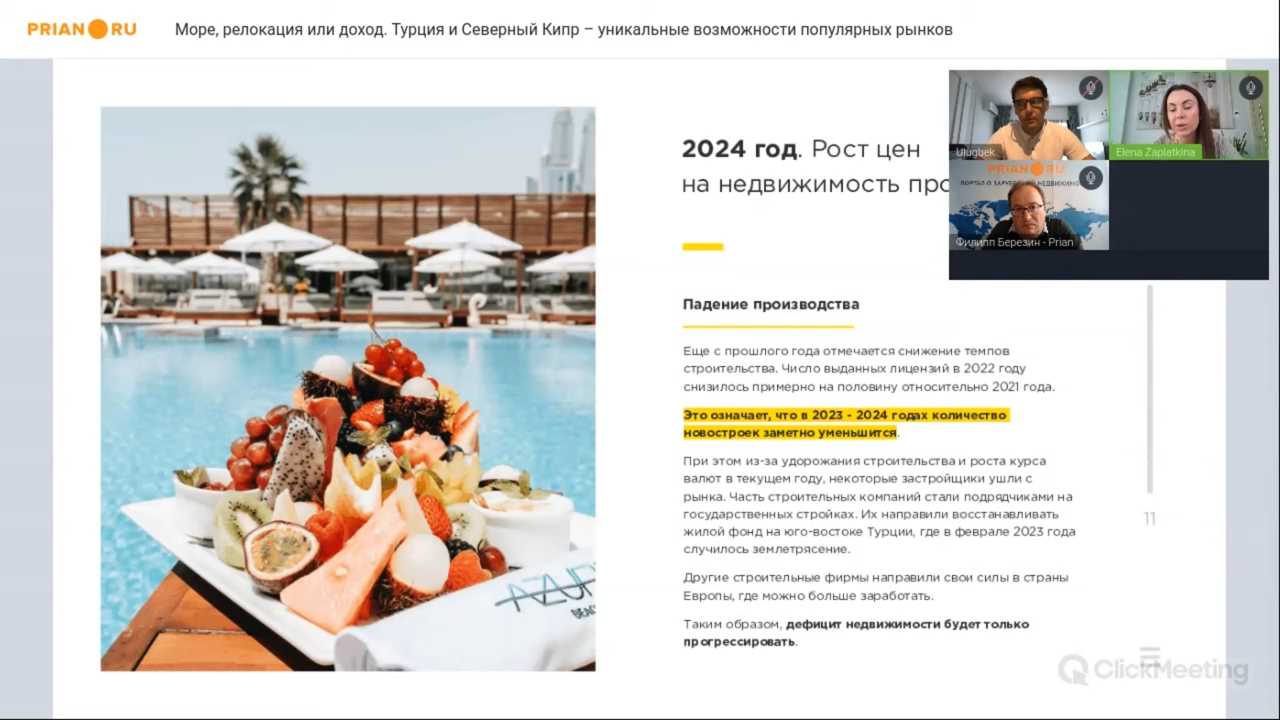 PRIAN RU
Море, релокация или доход. Турция и Северный Кипр – уникальные возможности популярных рынков
Ulugbek
Elena Zaplatkina
PRIAN RU
Филипп Березин - Prian
2024 год. Рост цен
на недвижимость
Падение производства
Еще с прошлого года отмечается снижение темпов
строительства. Число выданных лицензий в 2022 году
снизилось примерно на половину относительно 2021 года.
Это означает, что в 2023 - 2024 годах количество
новостроек заметно уменьшится.
При этом из-за удорожания строительства и роста курса
валют в текущем году, некоторые застройщики ушли с
рынка. Часть строительных компаний стали подрядчиками на
государственных стройках. Их направили восстанавливать
жилой фонд на юго-востоке Турции, где в феврале 2023 года
случилось землетрясение.
Другие строительные фирмы направили свои силы в страны
Европы, где можно больше заработать.
Таким образом, дефицит недвижимости будет только
прогрессировать.
11
ClickMeeting